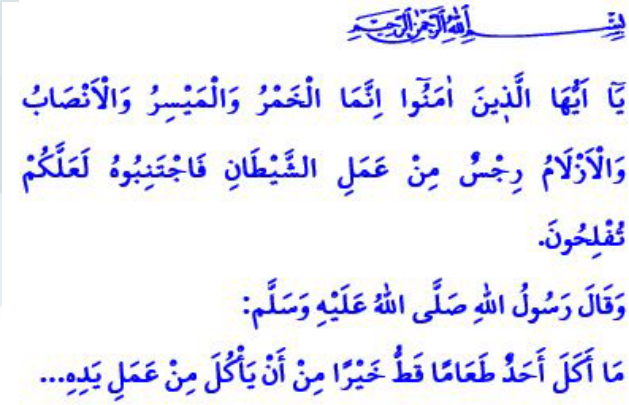 بِسْمِ اللّٰهِ الرَّحْمٰنِ الرَّحِيمِ
يَٓا اَيُّهَا الَّذ۪ينَ اٰمَنُٓوا اِنَّمَا الْخَمْرُ وَالْمَيْسِرُ وَالْاَنْصَابُ
وَالْاَزْلَامُ رِجْسٌ مِنْ عَمَلِ الشَّيْطَانِ فَاجْتَنِبُوهُ لَعَلَّكُمْ
تُفْلِحُونَ.
وَقَالَ رَسُولُ اللّٰهِ صَلَّى اللّٰهُ عَلَيْهِ وَسَلَّم:
مَا أَكَلَ أَحَدٌ طَعَامًا قَطُّ خَيْرًا مِنْ أَنْ يَأْكُلَ مِنْ عَمَلِ يَدِهِ...